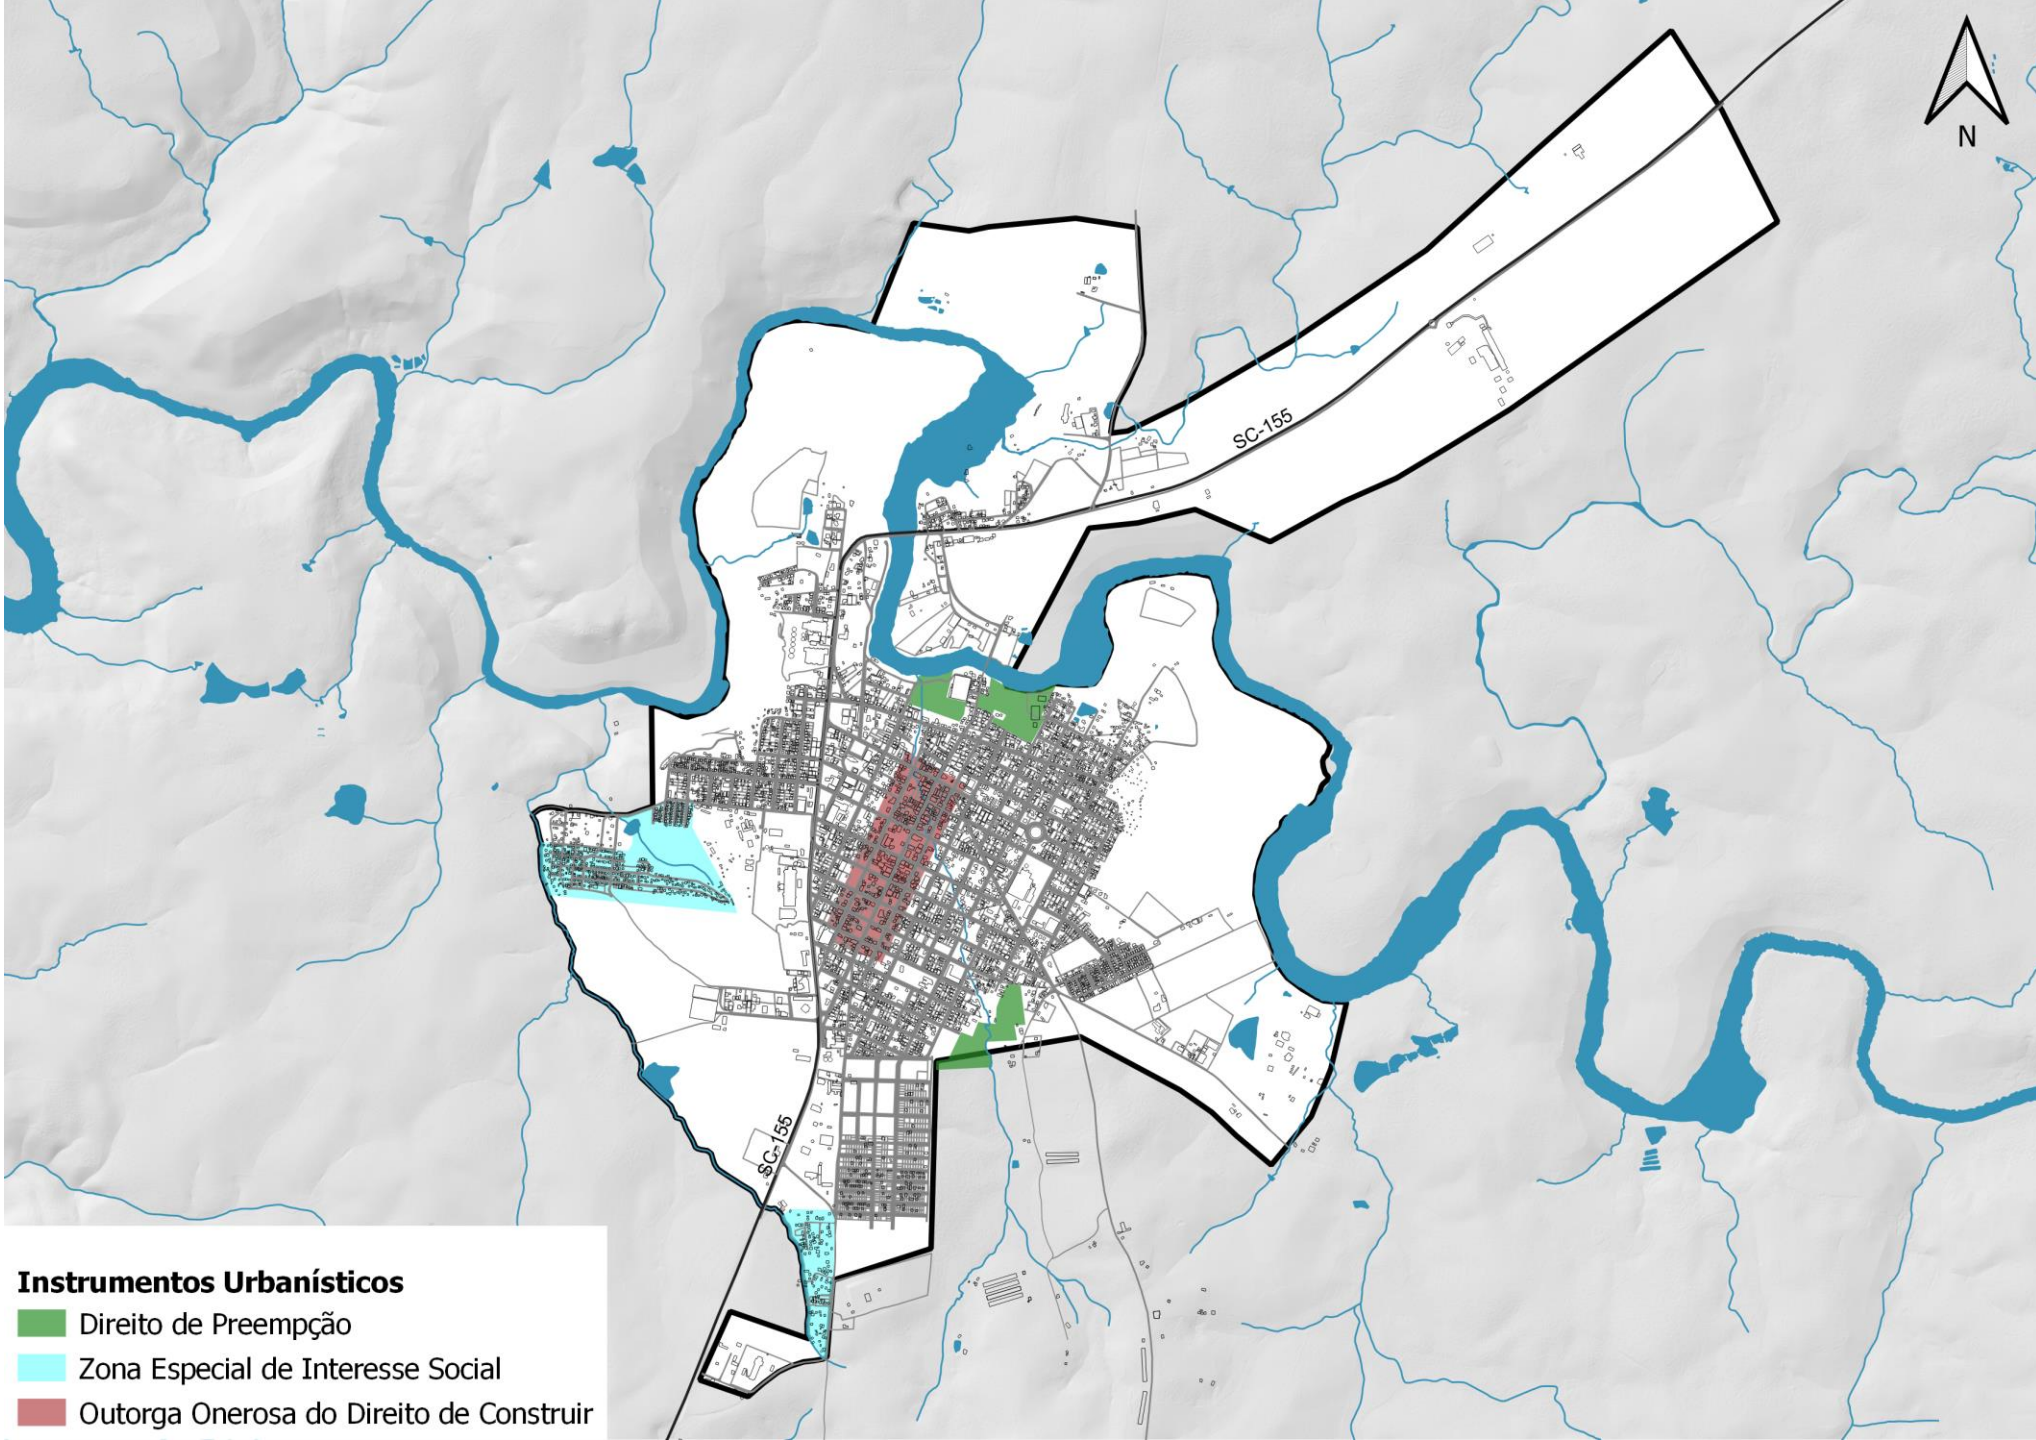 N
SC-155
SC-155
Instrumentos Urbanísticos
Direito de Preempção
Zona Especial de Interesse Social
Outorga Onerosa do Direito de Construir